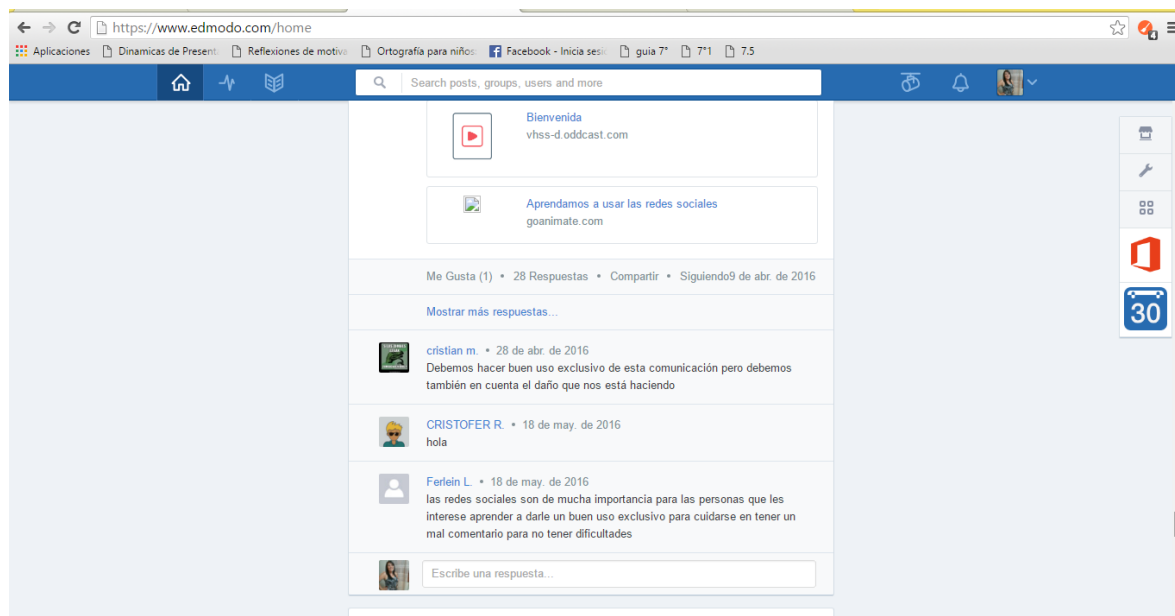 https://www.edmodo.com/home
4
Aplicaciones Dinamicas de Present Reflexiones de motiva Ortografía para niños Facebook - Inicia sesi guia 7° 7°1 7.5
Search posts, groups, users and more
Bienvenida
vhss-d.oddcast.com
Aprendamos a usar las redes sociales
goanimate.com
Me Gusta (1) • 28 Respuestas • Compartir • Siguiendo9 de abr. de 2016
Mostrar más respuestas...
cristian m. • 28 de abr. de 2016
Debemos hacer buen uso exclusivo de esta comunicación pero debemos
también en cuenta el daño que nos está haciendo
CRISTOFER R. • 18 de may. de 2016
hola
Ferlein L. • 18 de may. de 2016
las redes sociales son de mucha importancia para las personas que les
interese aprender a darle un buen uso exclusivo para cuidarse en tener un
mal comentario para no tener dificultades
Escribe una respuesta...
30